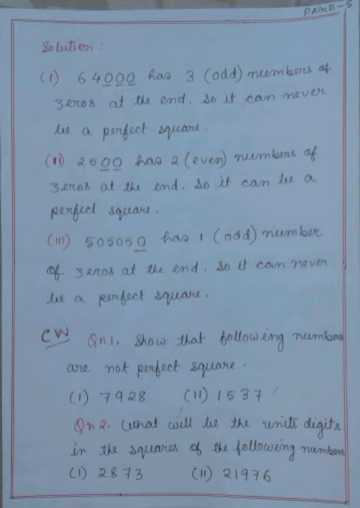 PAGE-5
Solution :
(I) 64000 has 3 (odd) numbers of
zeros at the end. So it can never
be a perfect square.
(II) 2500 has 2 (even) numbers of
zeros at the end. So it can be a
perfect square.
(III) 505050 has 1 (odd) number
of zeros at the end. So it can never
be a perfect square.
CW Qn1. Show that following numbers
are not perfect square.
(I) 7928 (II) 1537
Qn2. What will be the units digits
in the squares of the following numbers
(I) 2873 (II) 21976